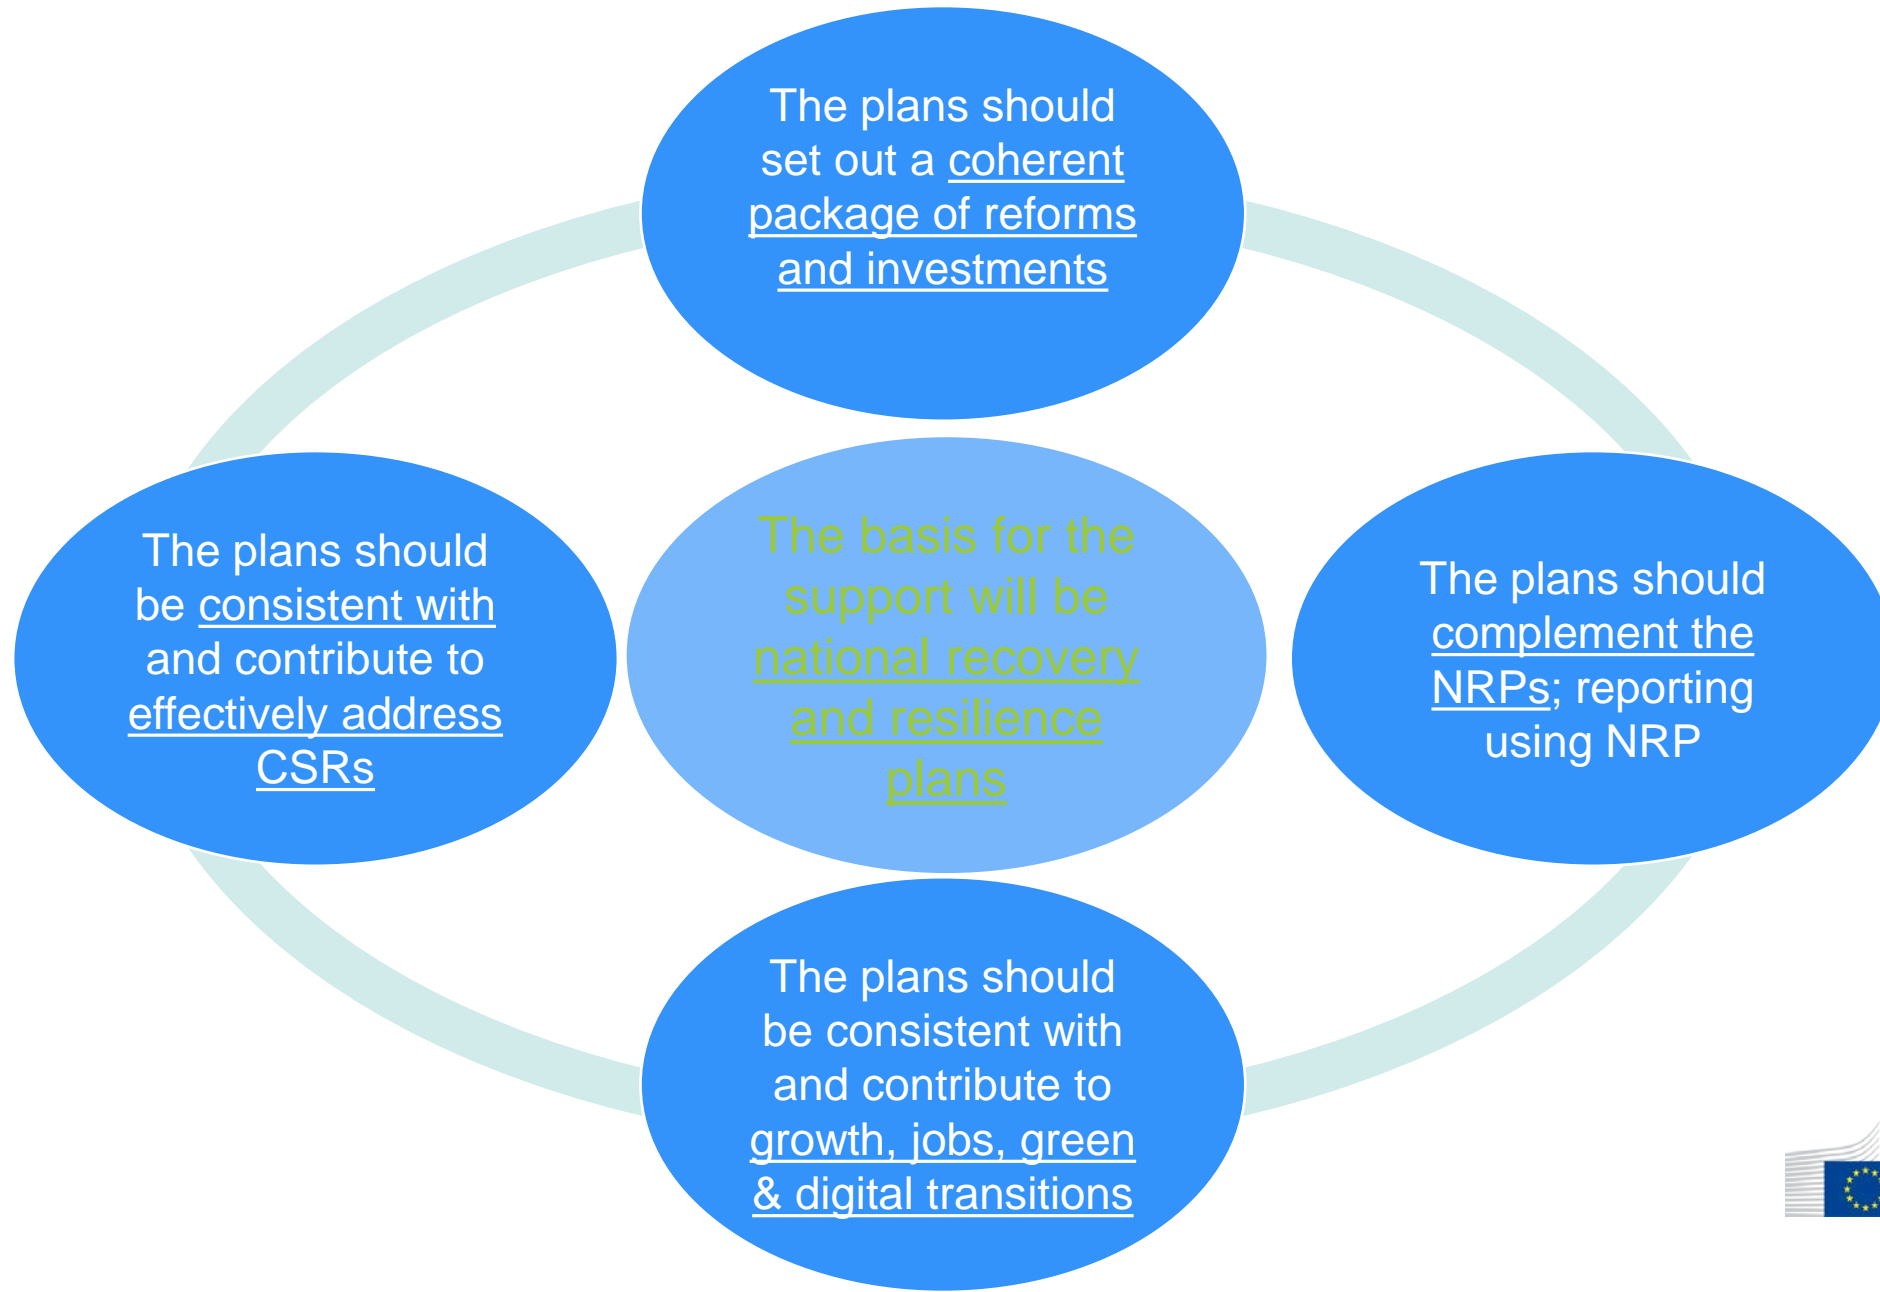 The plans should
set out a coherent
package of reforms
and investments
The plans should
be consistent with
and contribute to
effectively address
CSRs
The basis for the
support will be
national recovery
and resilience
plans
The plans should
complement the
NRPs; reporting
using NRP
The plans should
be consistent with
and contribute to
growth, jobs, green
& digital transitions